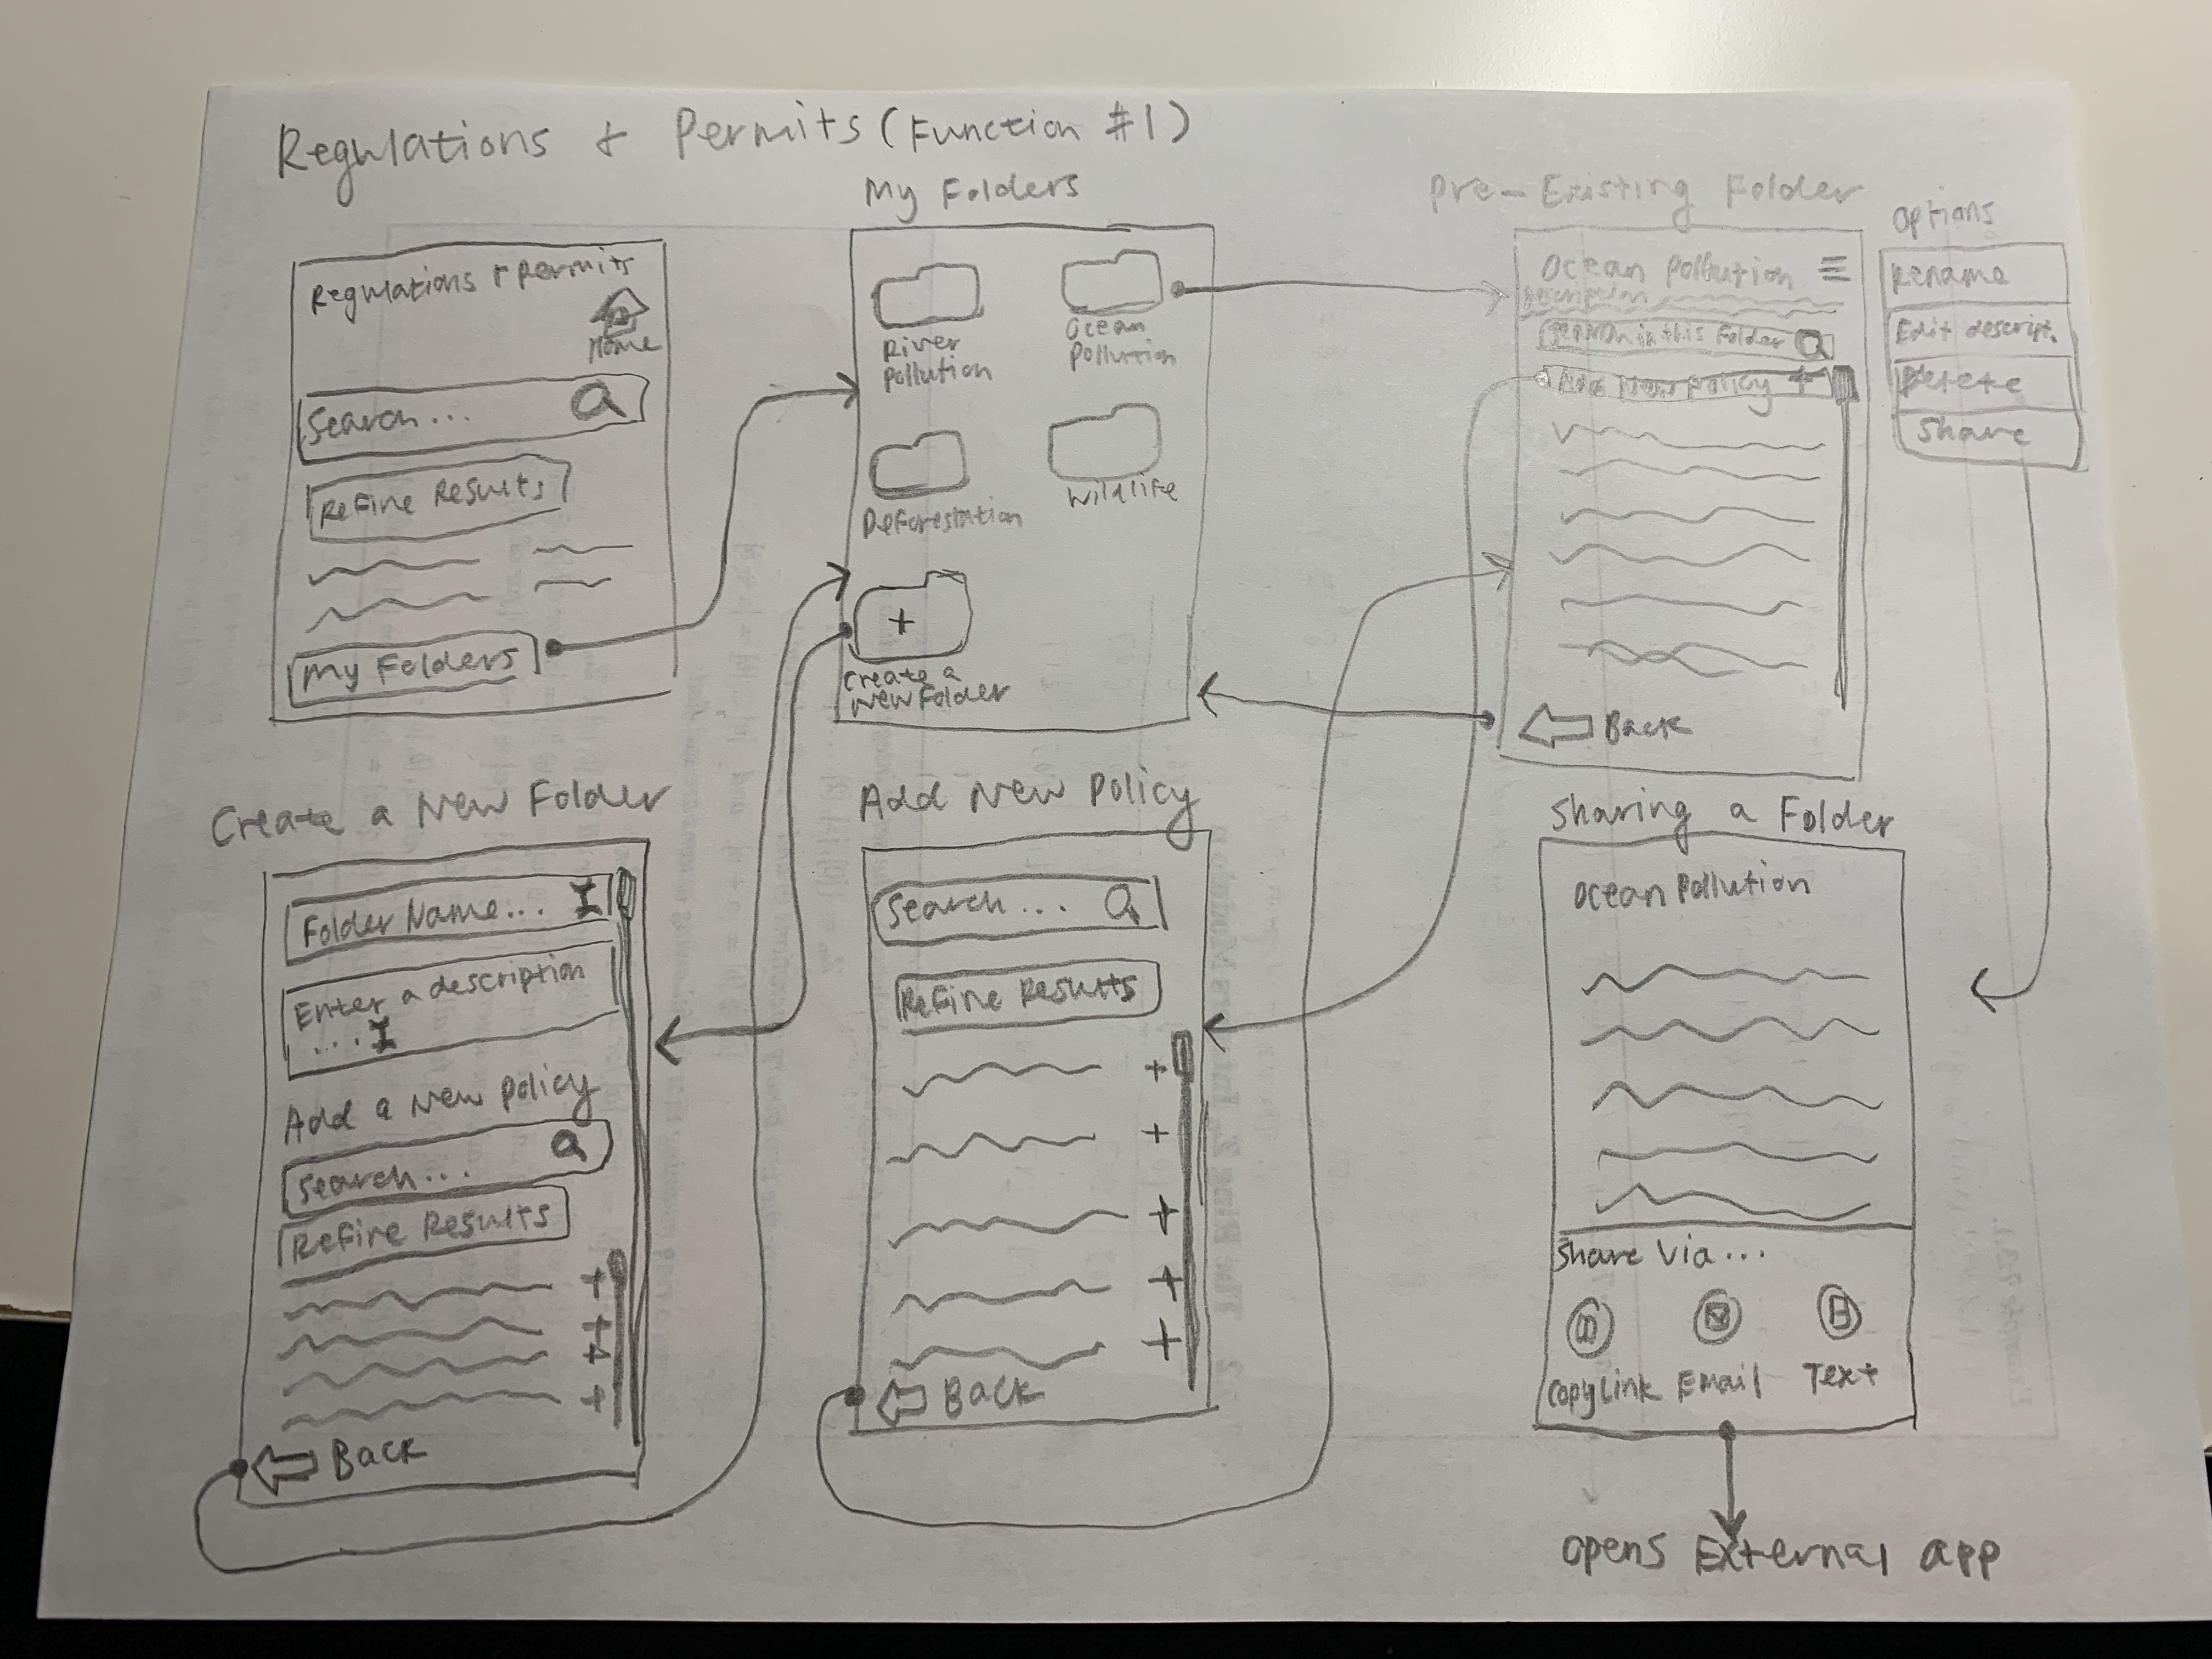 Regulations + Permits (Function #1)
Regulations + Permits
Home
Search...
Refine Results
My Folders
My Folders
River
Pollution
Ocean
Pollution
Deforestation
Wildlife
+
Create a
New Folder
Pre-Existing Folder
Ocean Pollution
Description
Search in this Folder
Add New Policy +
Back
Options
Rename
Edit descript.
Delete
Share
Create a New Folder
Folder Name...
Enter a description
...
Add a New Policy
Search...
Refine Results
+
+
+
+
Back
Add New Policy
Search...
Refine Results
+
+
+
+
+
Back
Sharing a Folder
Ocean Pollution
Share Via...
Copy Link Email Text
Opens External app